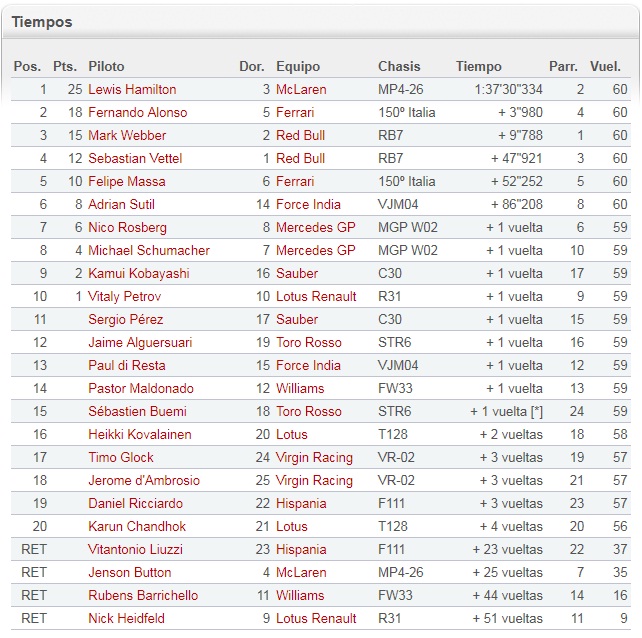 Tiempos
Pos. Pts. Piloto Dor. Equipo Chasis Tiempo Parr. Vuel.
1 25 Lewis Hamilton 3 McLaren MP4-26 1:37'30"334 2 60
2 18 Fernando Alonso 5 Ferrari 150º Italia + 3"980 4 60
3 15 Mark Webber 2 Red Bull RB7 + 9"788 1 60
4 12 Sebastian Vettel 1 Red Bull RB7 + 47"921 3 60
5 10 Felipe Massa 6 Ferrari 150º Italia + 52"252 5 60
6 8 Adrian Sutil 14 Force India VJM04 + 86"208 8 60
7 6 Nico Rosberg 8 Mercedes GP MGP W02 + 1 vuelta 6 59
8 4 Michael Schumacher 7 Mercedes GP MGP W02 + 1 vuelta 10 59
9 2 Kamui Kobayashi 16 Sauber C30 + 1 vuelta 17 59
10 1 Vitaly Petrov 10 Lotus Renault R31 + 1 vuelta 9 59
11 Sergio Pérez 17 Sauber C30 + 1 vuelta 15 59
12 Jaime Alguersuari 19 Toro Rosso STR6 + 1 vuelta 16 59
13 Paul di Resta 15 Force India VJM04 + 1 vuelta 12 59
14 Pastor Maldonado 12 Williams FW33 + 1 vuelta 13 59
15 Sébastien Buemi 18 Toro Rosso STR6 + 1 vuelta [*] 24 59
16 Heikki Kovalainen 20 Lotus T128 + 2 vueltas 18 58
17 Timo Glock 24 Virgin Racing VR-02 + 3 vueltas 19 57
18 Jerome d'Ambrosio 25 Virgin Racing VR-02 + 3 vueltas 21 57
19 Daniel Ricciardo 22 Hispania F111 + 3 vueltas 23 57
20 Karun Chandhok 21 Lotus T128 + 4 vueltas 20 56
RET Vitantonio Liuzzi 23 Hispania F111 + 23 vueltas 22 37
RET Jenson Button 4 McLaren MP4-26 + 25 vueltas 7 35
RET Rubens Barrichello 11 Williams FW33 + 44 vueltas 14 16
RET Nick Heidfeld 9 Lotus Renault R31 + 51 vueltas 11 9